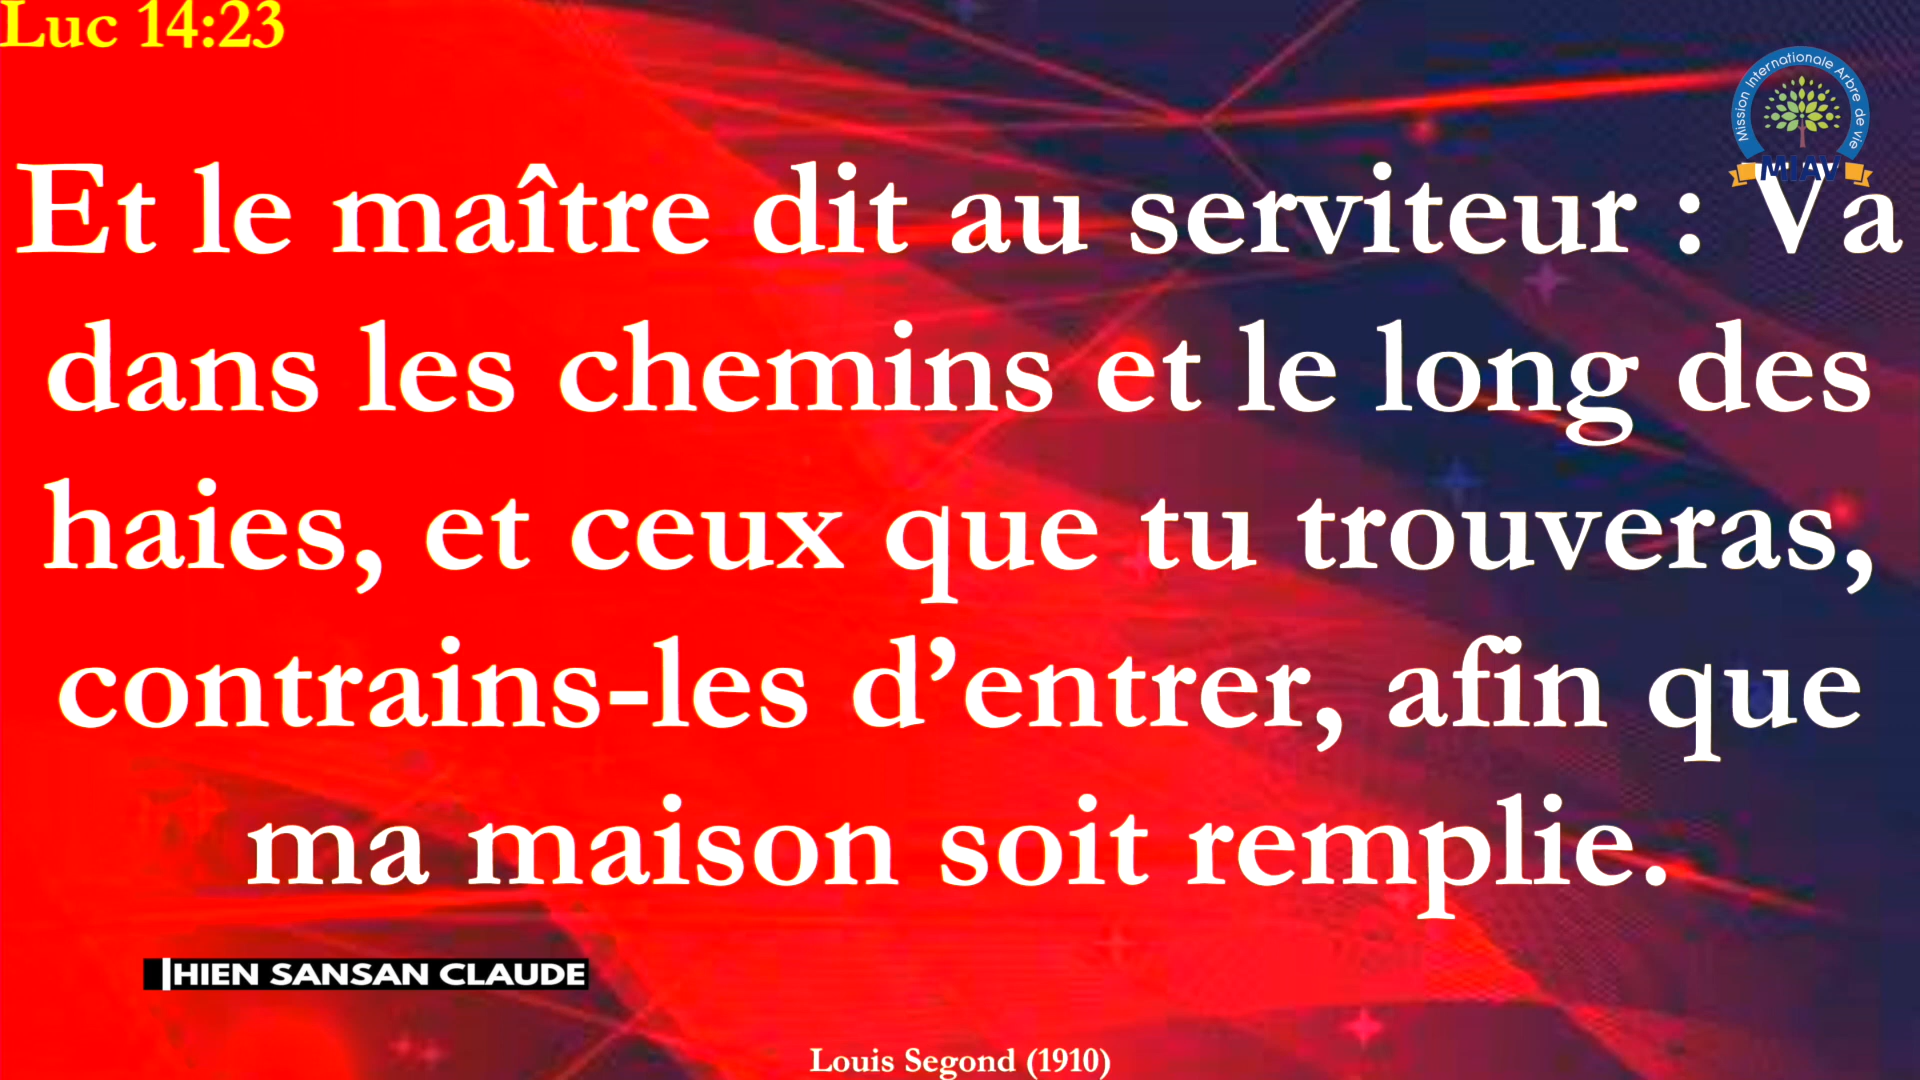 Luc 14:23
Mission Internationale Arbre de vie
MIAV
Et le maître dit au serviteur : Va
dans les chemins et le long des
haies, et ceux que tu trouveras,
contrains-les d’entrer, afin que
ma maison soit remplie.
HIEN SANSAN CLAUDE
Louis Segond (1910)